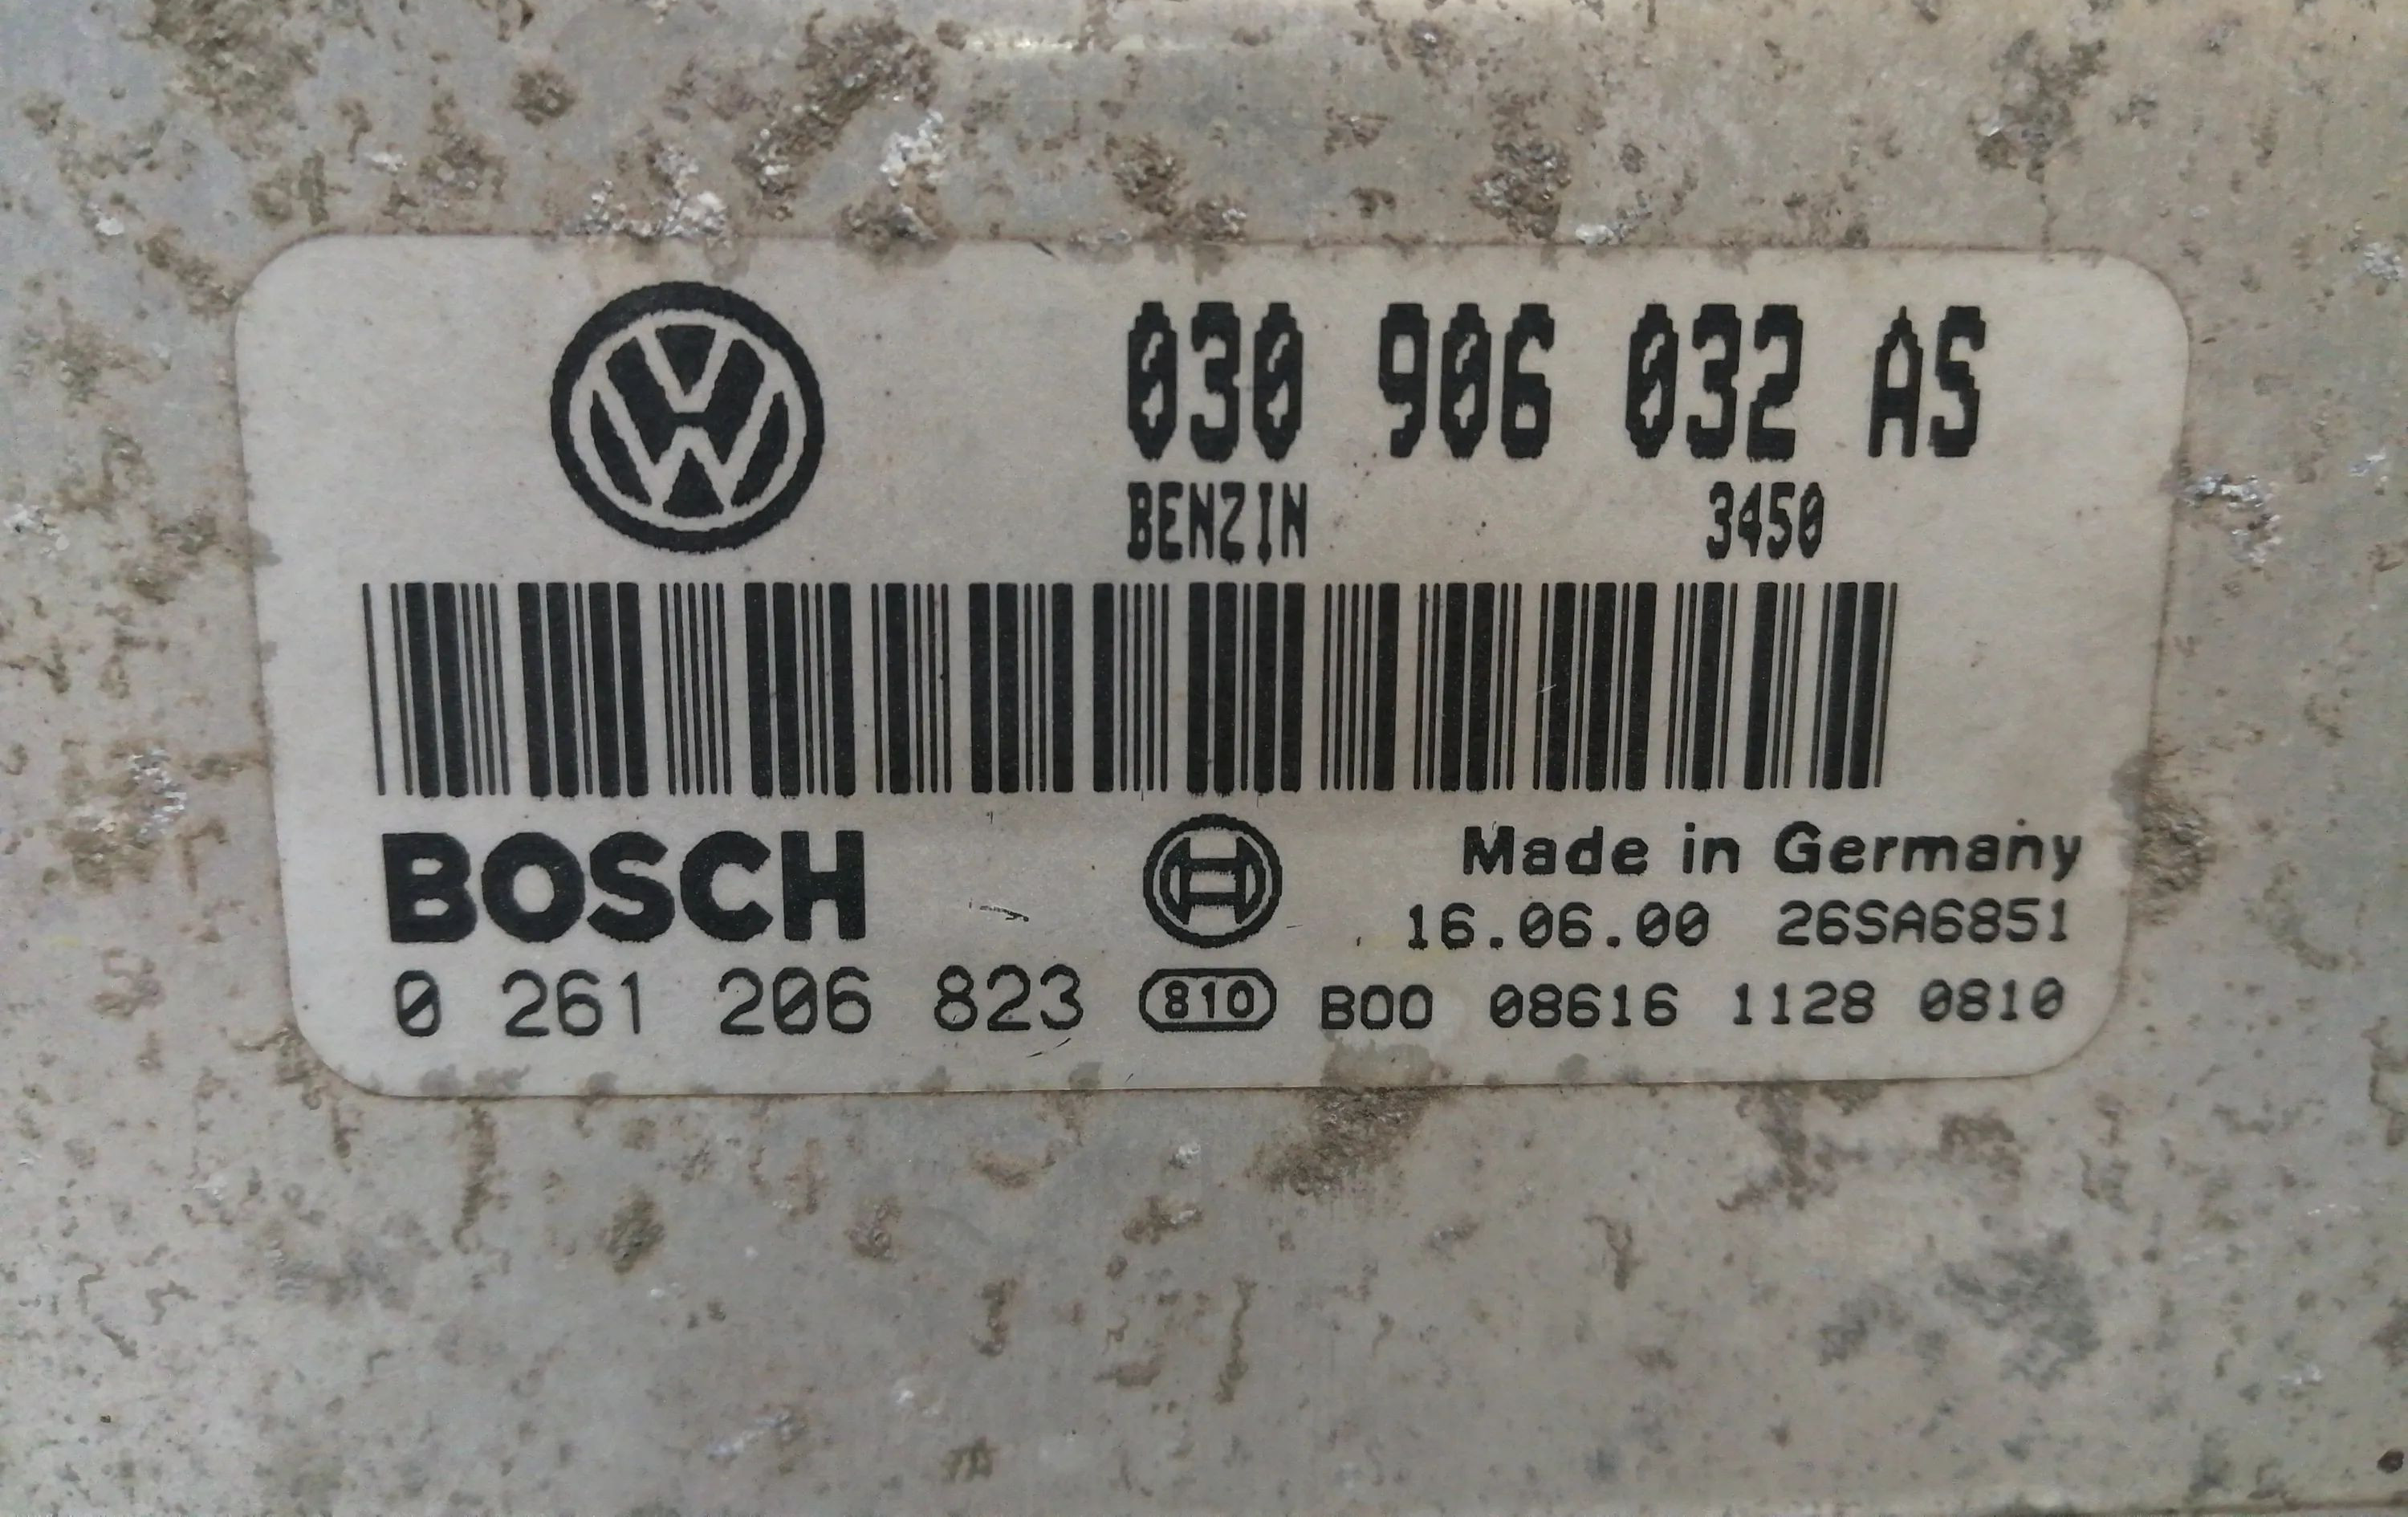 030 906 032 AS
BENZIN 3450
BOSCH
Made in Germany
16.06.00 26SA6851
0 261 206 823 810 B00 08616 1128 0810